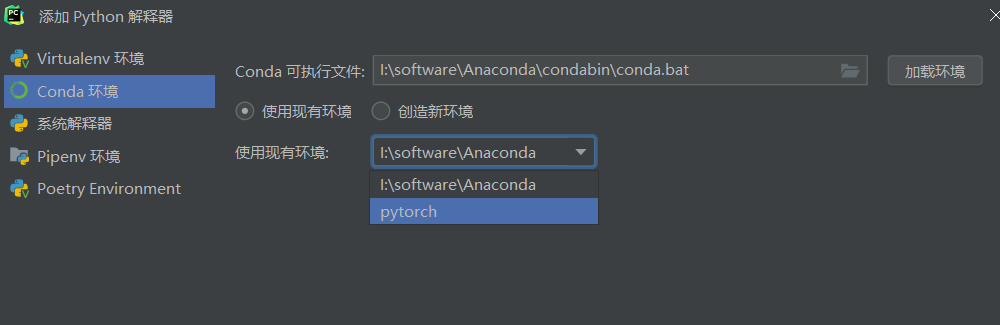 PC
添加 Python 解释器
Virtualenv 环境
Conda 环境
系统解释器
Pipenv 环境
Poetry Environment
Conda 可执行文件: I:\software\Anaconda\condabin\conda.bat 加载环境
使用现有环境 创造新环境
使用现有环境: I:\software\Anaconda
I:\software\Anaconda
pytorch